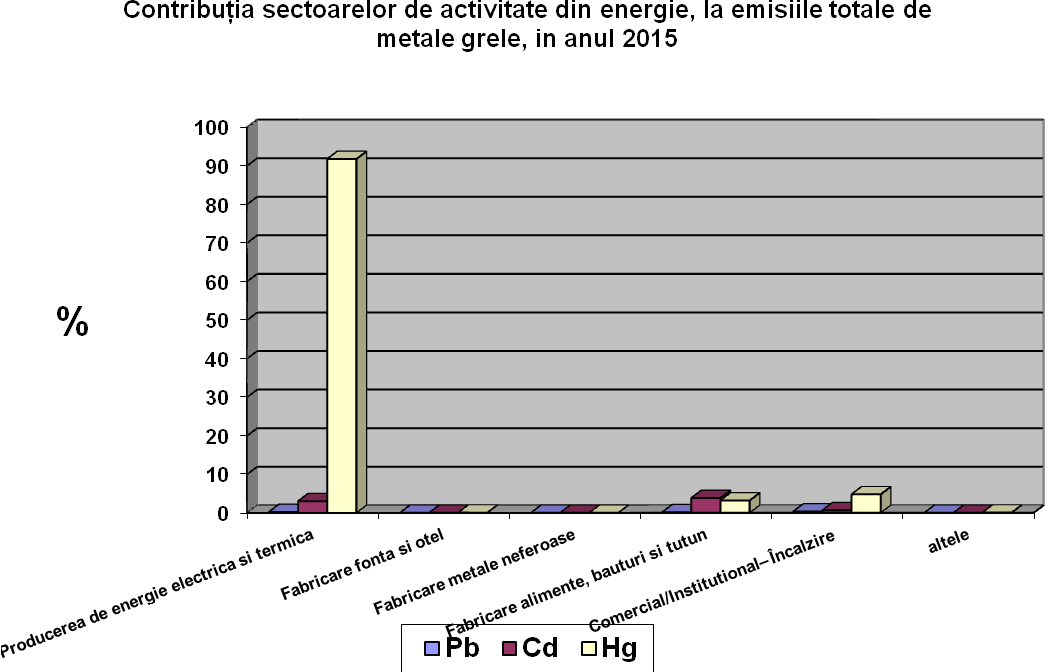 Contribuția sectoarelor de activitate din energie, la emisiile totale de
metale grele, in anul 2015
%
100
90
80
70
60
50
40
30
20
10
0
Producerea de energie electrica si termica
Fabricare fonta si otel
Fabricare metale neferoase
Fabricare alimente, bauturi si tutun
Comercial/Institutional–Încalzire
altele
Pb Cd Hg